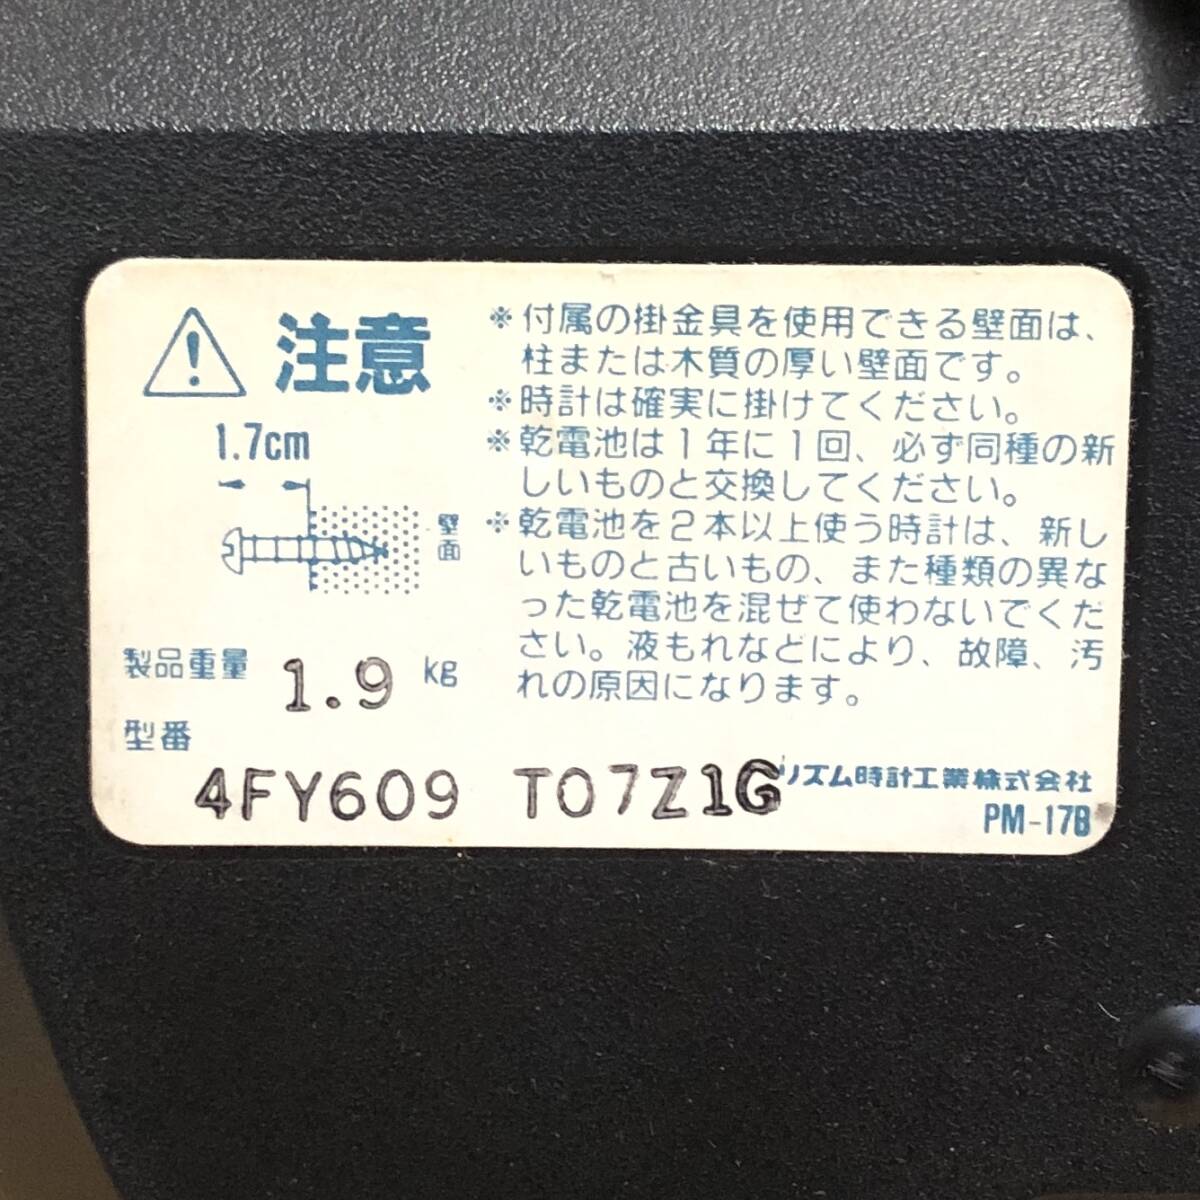 注意
1.7cm
壁面
製品重量 1.9 kg
型番
4FY609 T07Z1G
※付属の掛金具を使用できる壁面は、
柱または木質の厚い壁面です。
※時計は確実に掛けてください。
※乾電池は1年に1回、必ず同種の新
しいものと交換してください。
※乾電池を2本以上使う時計は、新し
いものと古いもの、また種類の異な
った乾電池を混ぜて使わないでくだ
さい。液もれなどにより、故障、汚
れの原因になります。
リズム時計工業株式会社
PM-17B